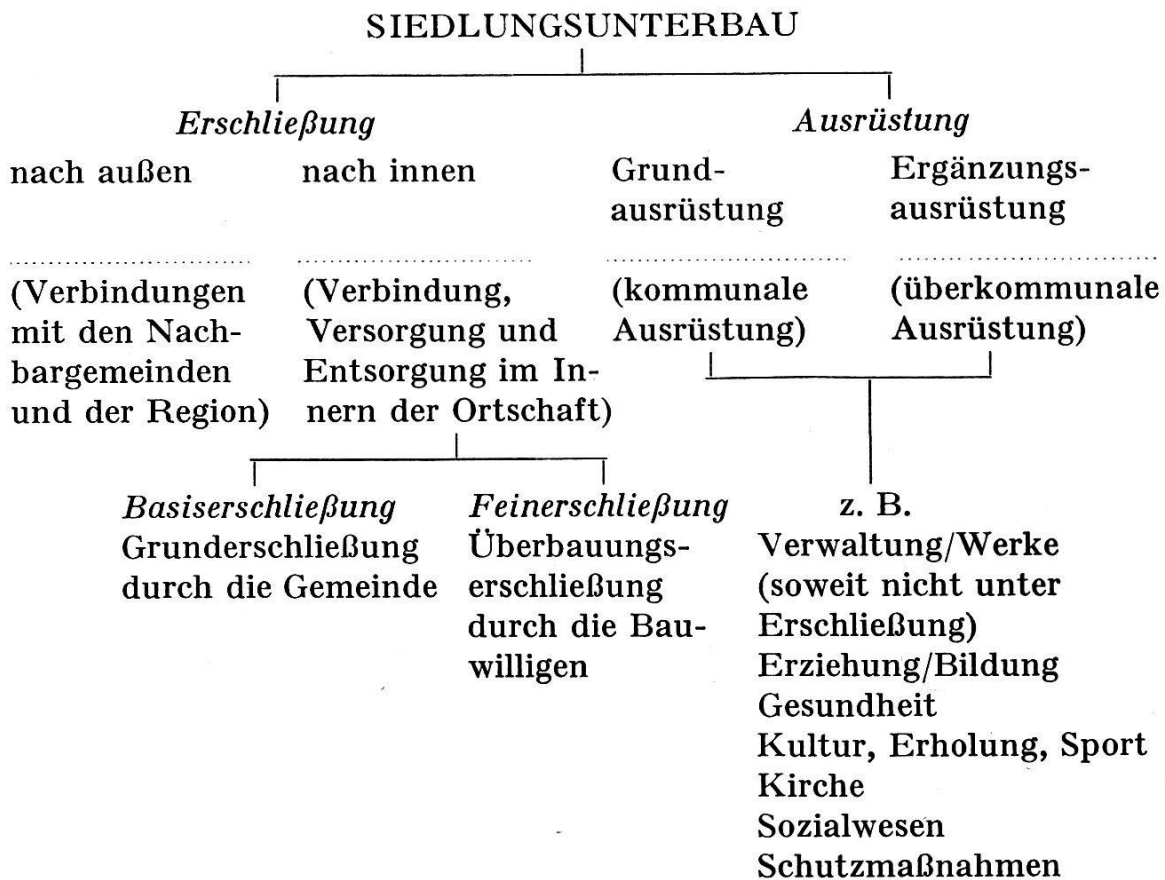 SIEDLUNGSUNTERBAU
Erschließung
Ausrüstung
nach außen
nach innen
Grund-
ausrüstung
Ergänzungs-
ausrüstung
(Verbindungen
mit den Nach-
bargemeinden
und der Region)
(Verbindung,
Versorgung und
Entsorgung im In-
nern der Ortschaft)
(kommunale
Ausrüstung)
(überkommunale
Ausrüstung)
Basiserschließung
Grunderschließung
durch die Gemeinde
Feinerschließung
Überbauungs-
erschließung
durch die Bau-
willigen
z. B.
Verwaltung/Werke
(soweit nicht unter
Erschließung)
Erziehung/Bildung
Gesundheit
Kultur, Erholung, Sport
Kirche
Sozialwesen
Schutzmaßnahmen